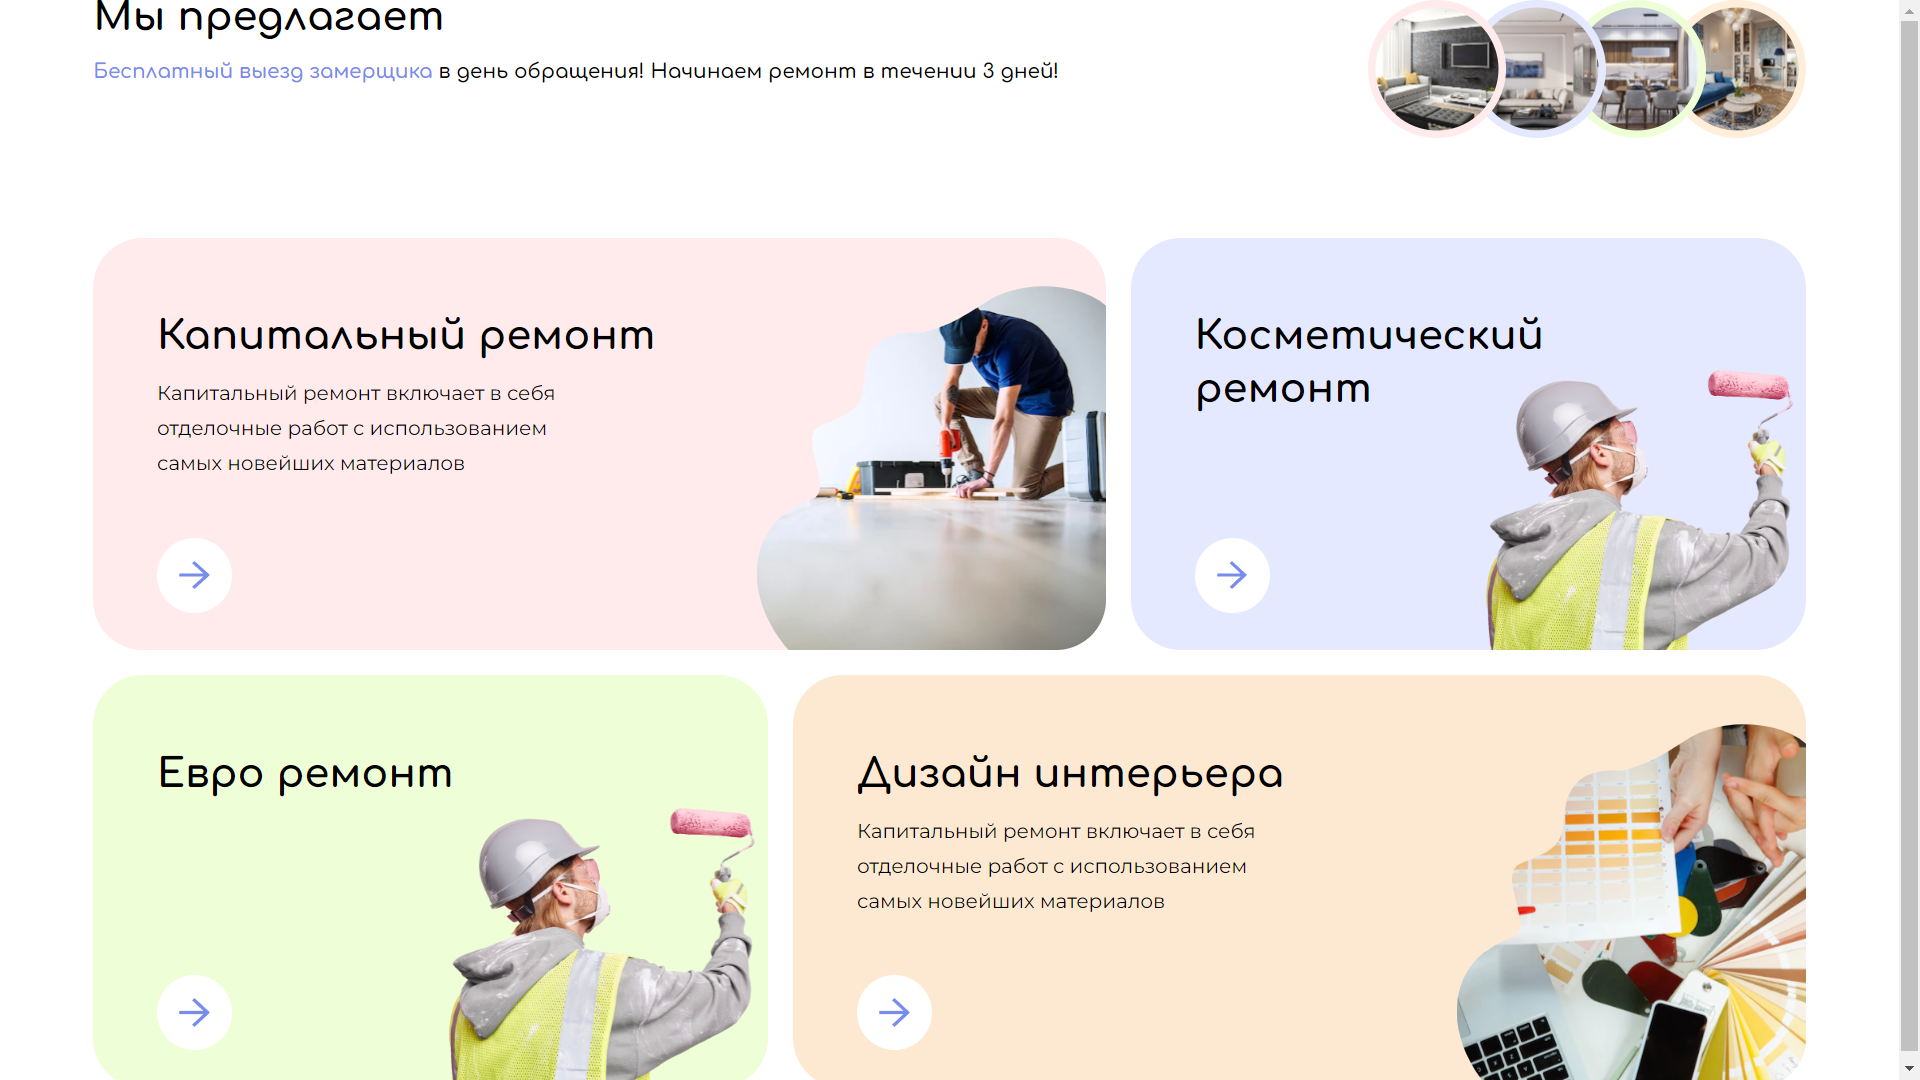 Мы предлагает
Бесплатный выезд замерщика в день обращения! Начинаем ремонт в течении 3 дней!
Капитальный ремонт
Капитальный ремонт включает в себя
отделочные работ с использованием
самых новейших материалов
Косметический
ремонт
Евро ремонт
Дизайн интерьера
Капитальный ремонт включает в себя
отделочные работ с использованием
самых новейших материалов